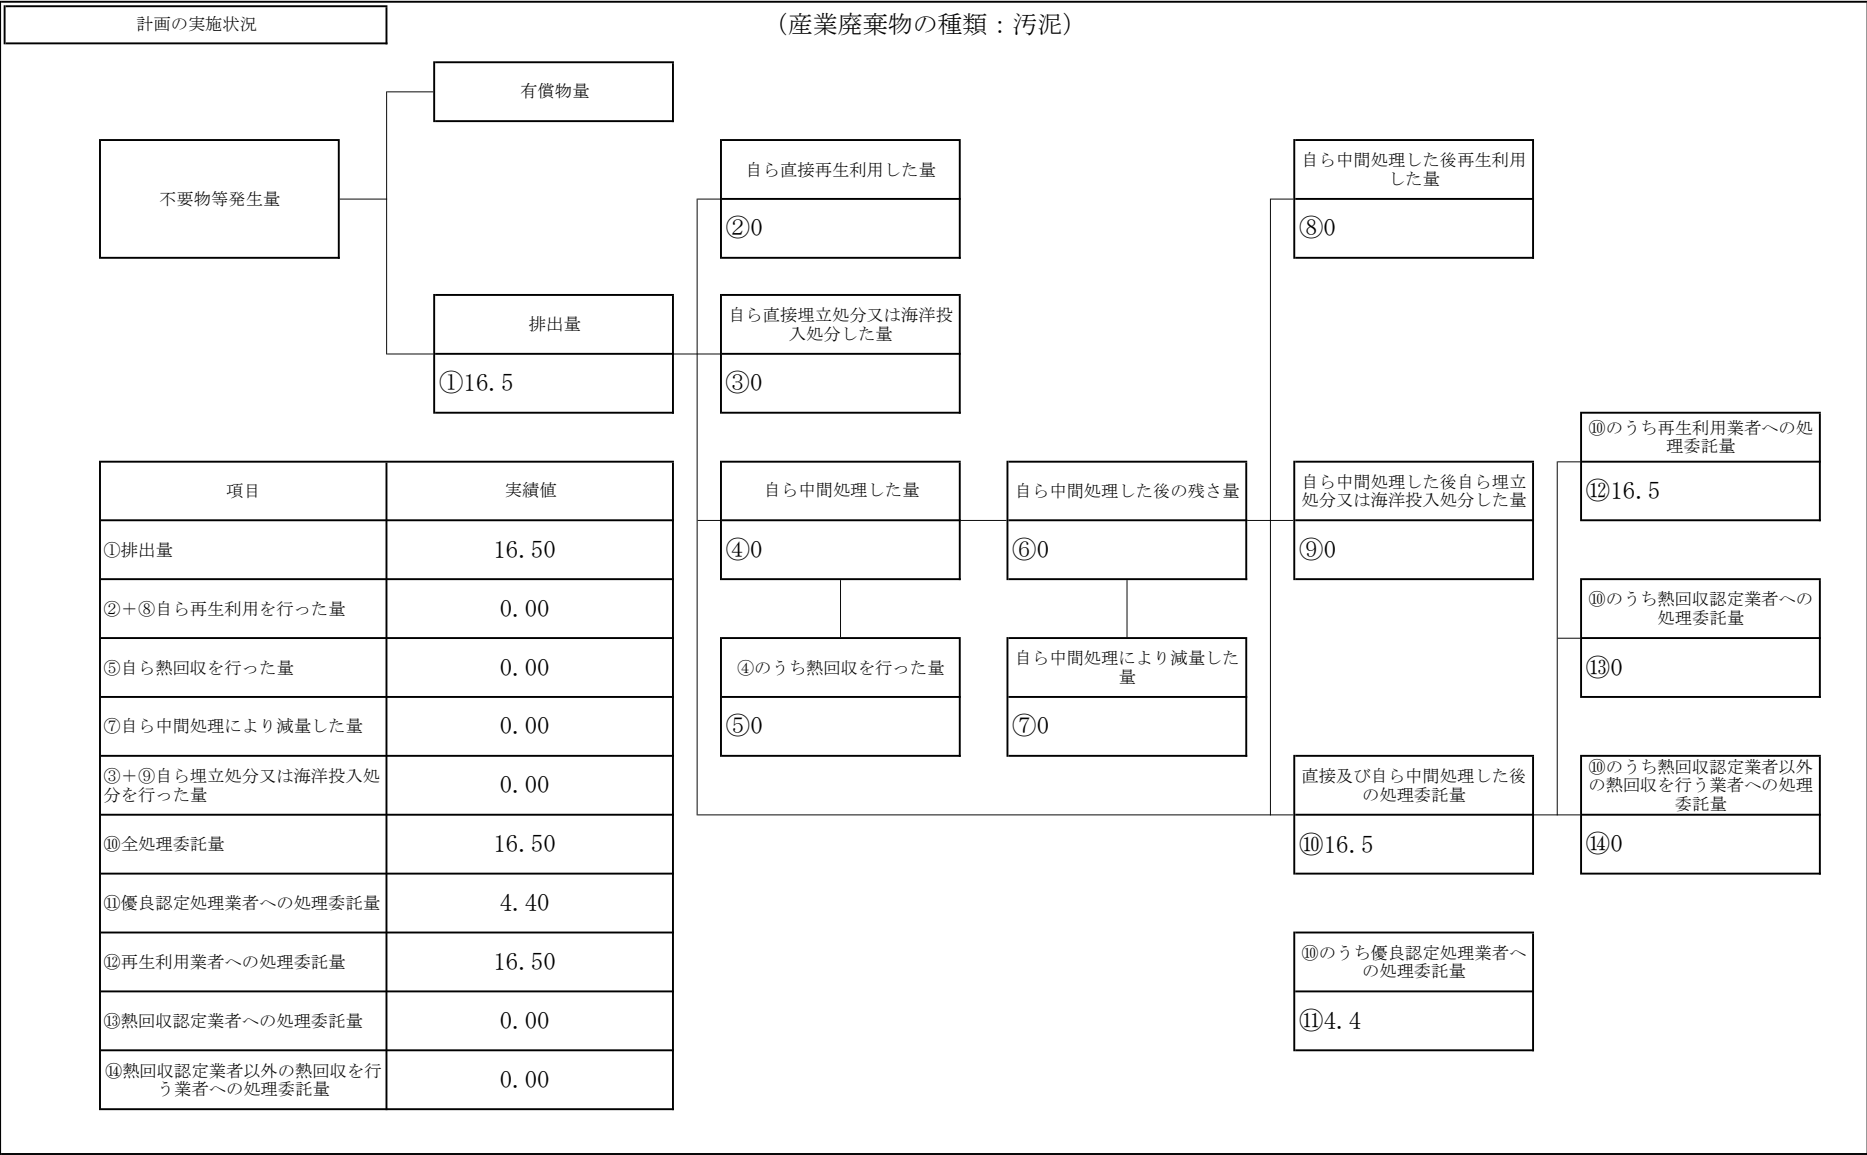 計画の実施状況
（産業廃棄物の種類：汚泥）
有償物量
不要物等発生量
自ら直接再生利用した量
②0
自ら中間処理した後再生利用
した量
⑧0
排出量
①16.5
自ら直接埋立処分又は海洋投
入処分した量
③0
⑩のうち再生利用業者への処
理委託量
⑫16.5
自ら中間処理した量
④0
自ら中間処理した後の残さ量
⑥0
自ら中間処理した後自ら埋立
処分又は海洋投入処分した量
⑨0
⑩のうち熱回収認定業者への
処理委託量
⑬0
④のうち熱回収を行った量
⑤0
自ら中間処理により減量した
量
⑦0
直接及び自ら中間処理した後
の処理委託量
⑩16.5
⑩のうち熱回収認定業者以外
の熱回収を行う業者への処理
委託量
⑭0
⑩のうち優良認定処理業者へ
の処理委託量
⑪4.4
項目 実績値
①排出量 16.50
②＋⑧自ら再生利用を行った量 0.00
⑤自ら熱回収を行った量 0.00
⑦自ら中間処理により減量した量 0.00
③＋⑨自ら埋立処分又は海洋投入処
分を行った量 0.00
⑩全処理委託量 16.50
⑪優良認定処理業者への処理委託量 4.40
⑫再生利用業者への処理委託量 16.50
⑬熱回収認定業者への処理委託量 0.00
⑭熱回収認定業者以外の熱回収を行
う業者への処理委託量 0.00